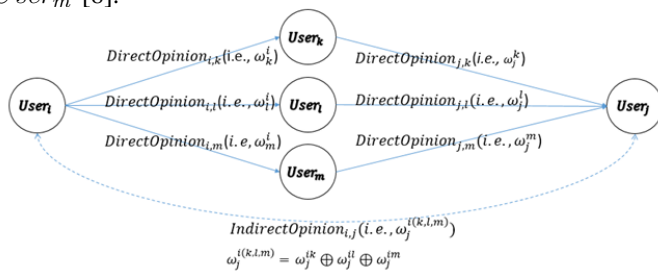 User_m [6].
User_k
DirectOpinion_{i,k}(i.e., ω_k^i)
DirectOpinion_{j,k}(i.e., ω_j^k)
User_i
DirectOpinion_{i,l}(i.e., ω_l^i)
User_l
DirectOpinion_{j,l}(i.e., ω_j^l)
User_j
DirectOpinion_{i,m}(i.e, ω_m^i)
DirectOpinion_{j,m}(i.e., ω_j^m)
User_m
IndirectOpinion_{i,j}(i.e., ω_j^{i(k,l,m)})
ω_j^{i(k,l,m)} = ω_j^{ik} ⊕ ω_j^{il} ⊕ ω_j^{im}